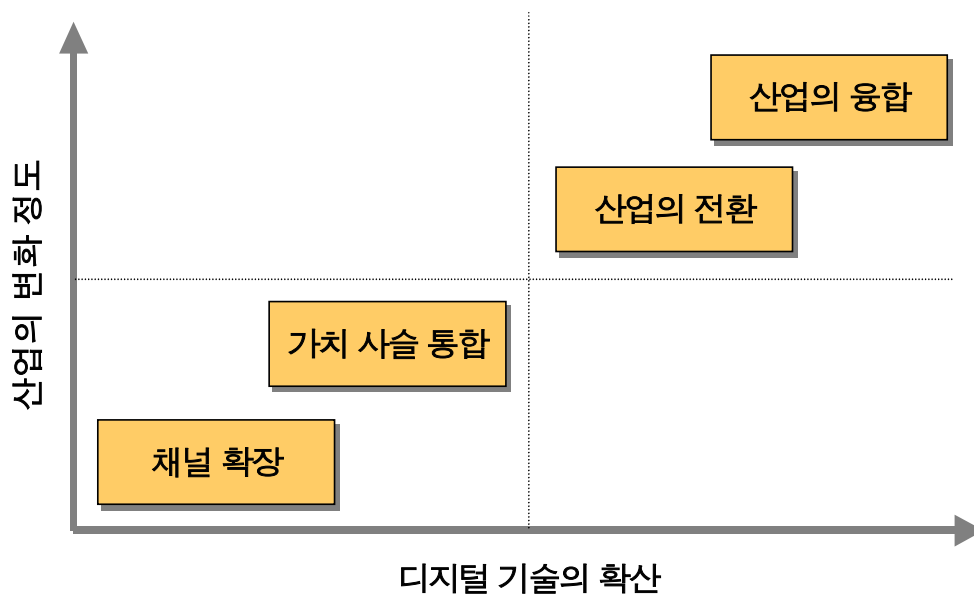 산업의 융합
산업의 전환
산업의 변화 정도
가치 사슬 통합
채널 확장
디지털 기술의 확산